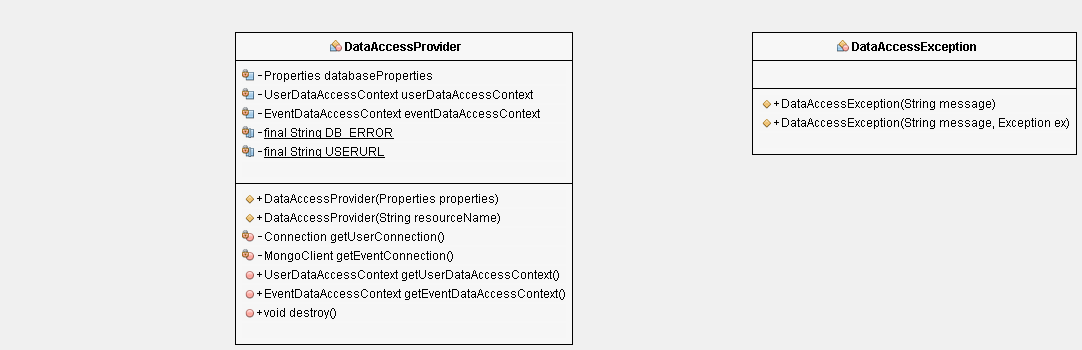 DataAccessProvider
- Properties databaseProperties
- UserDataAccessContext userDataAccessContext
- EventDataAccessContext eventDataAccessContext
- final String DB_ERROR
- final String USERURL
+ DataAccessProvider(Properties properties)
+ DataAccessProvider(String resourceName)
- Connection getUserConnection()
- MongoClient getEventConnection()
+ UserDataAccessContext getUserDataAccessContext()
+ EventDataAccessContext getEventDataAccessContext()
+ void destroy()
DataAccessException
+ DataAccessException(String message)
+ DataAccessException(String message, Exception ex)